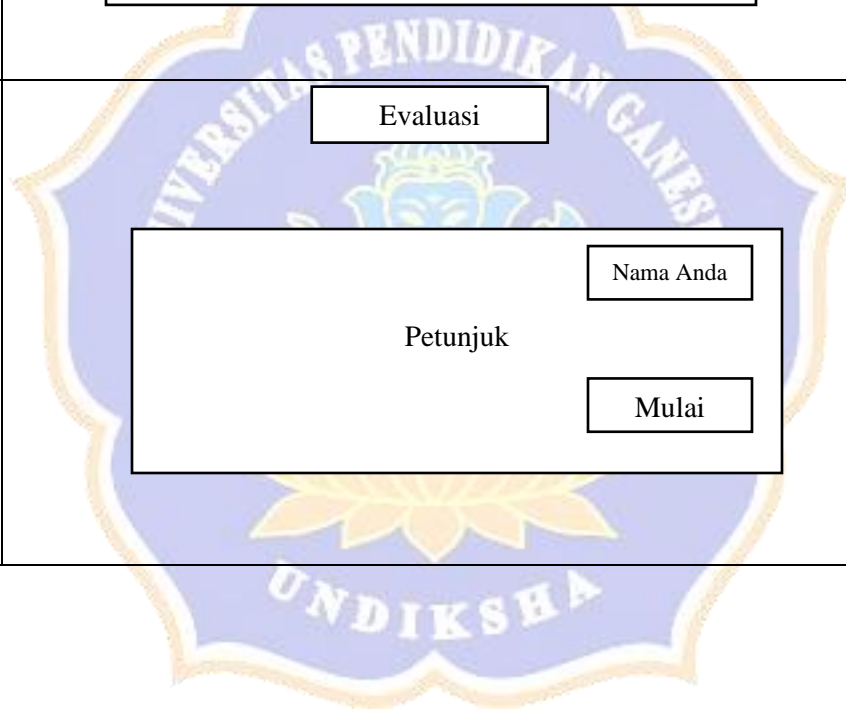 UNIVERSITAS PENDIDIKAN GANESHA
Evaluasi
Nama Anda
Petunjuk
Mulai
UNDIKSHA